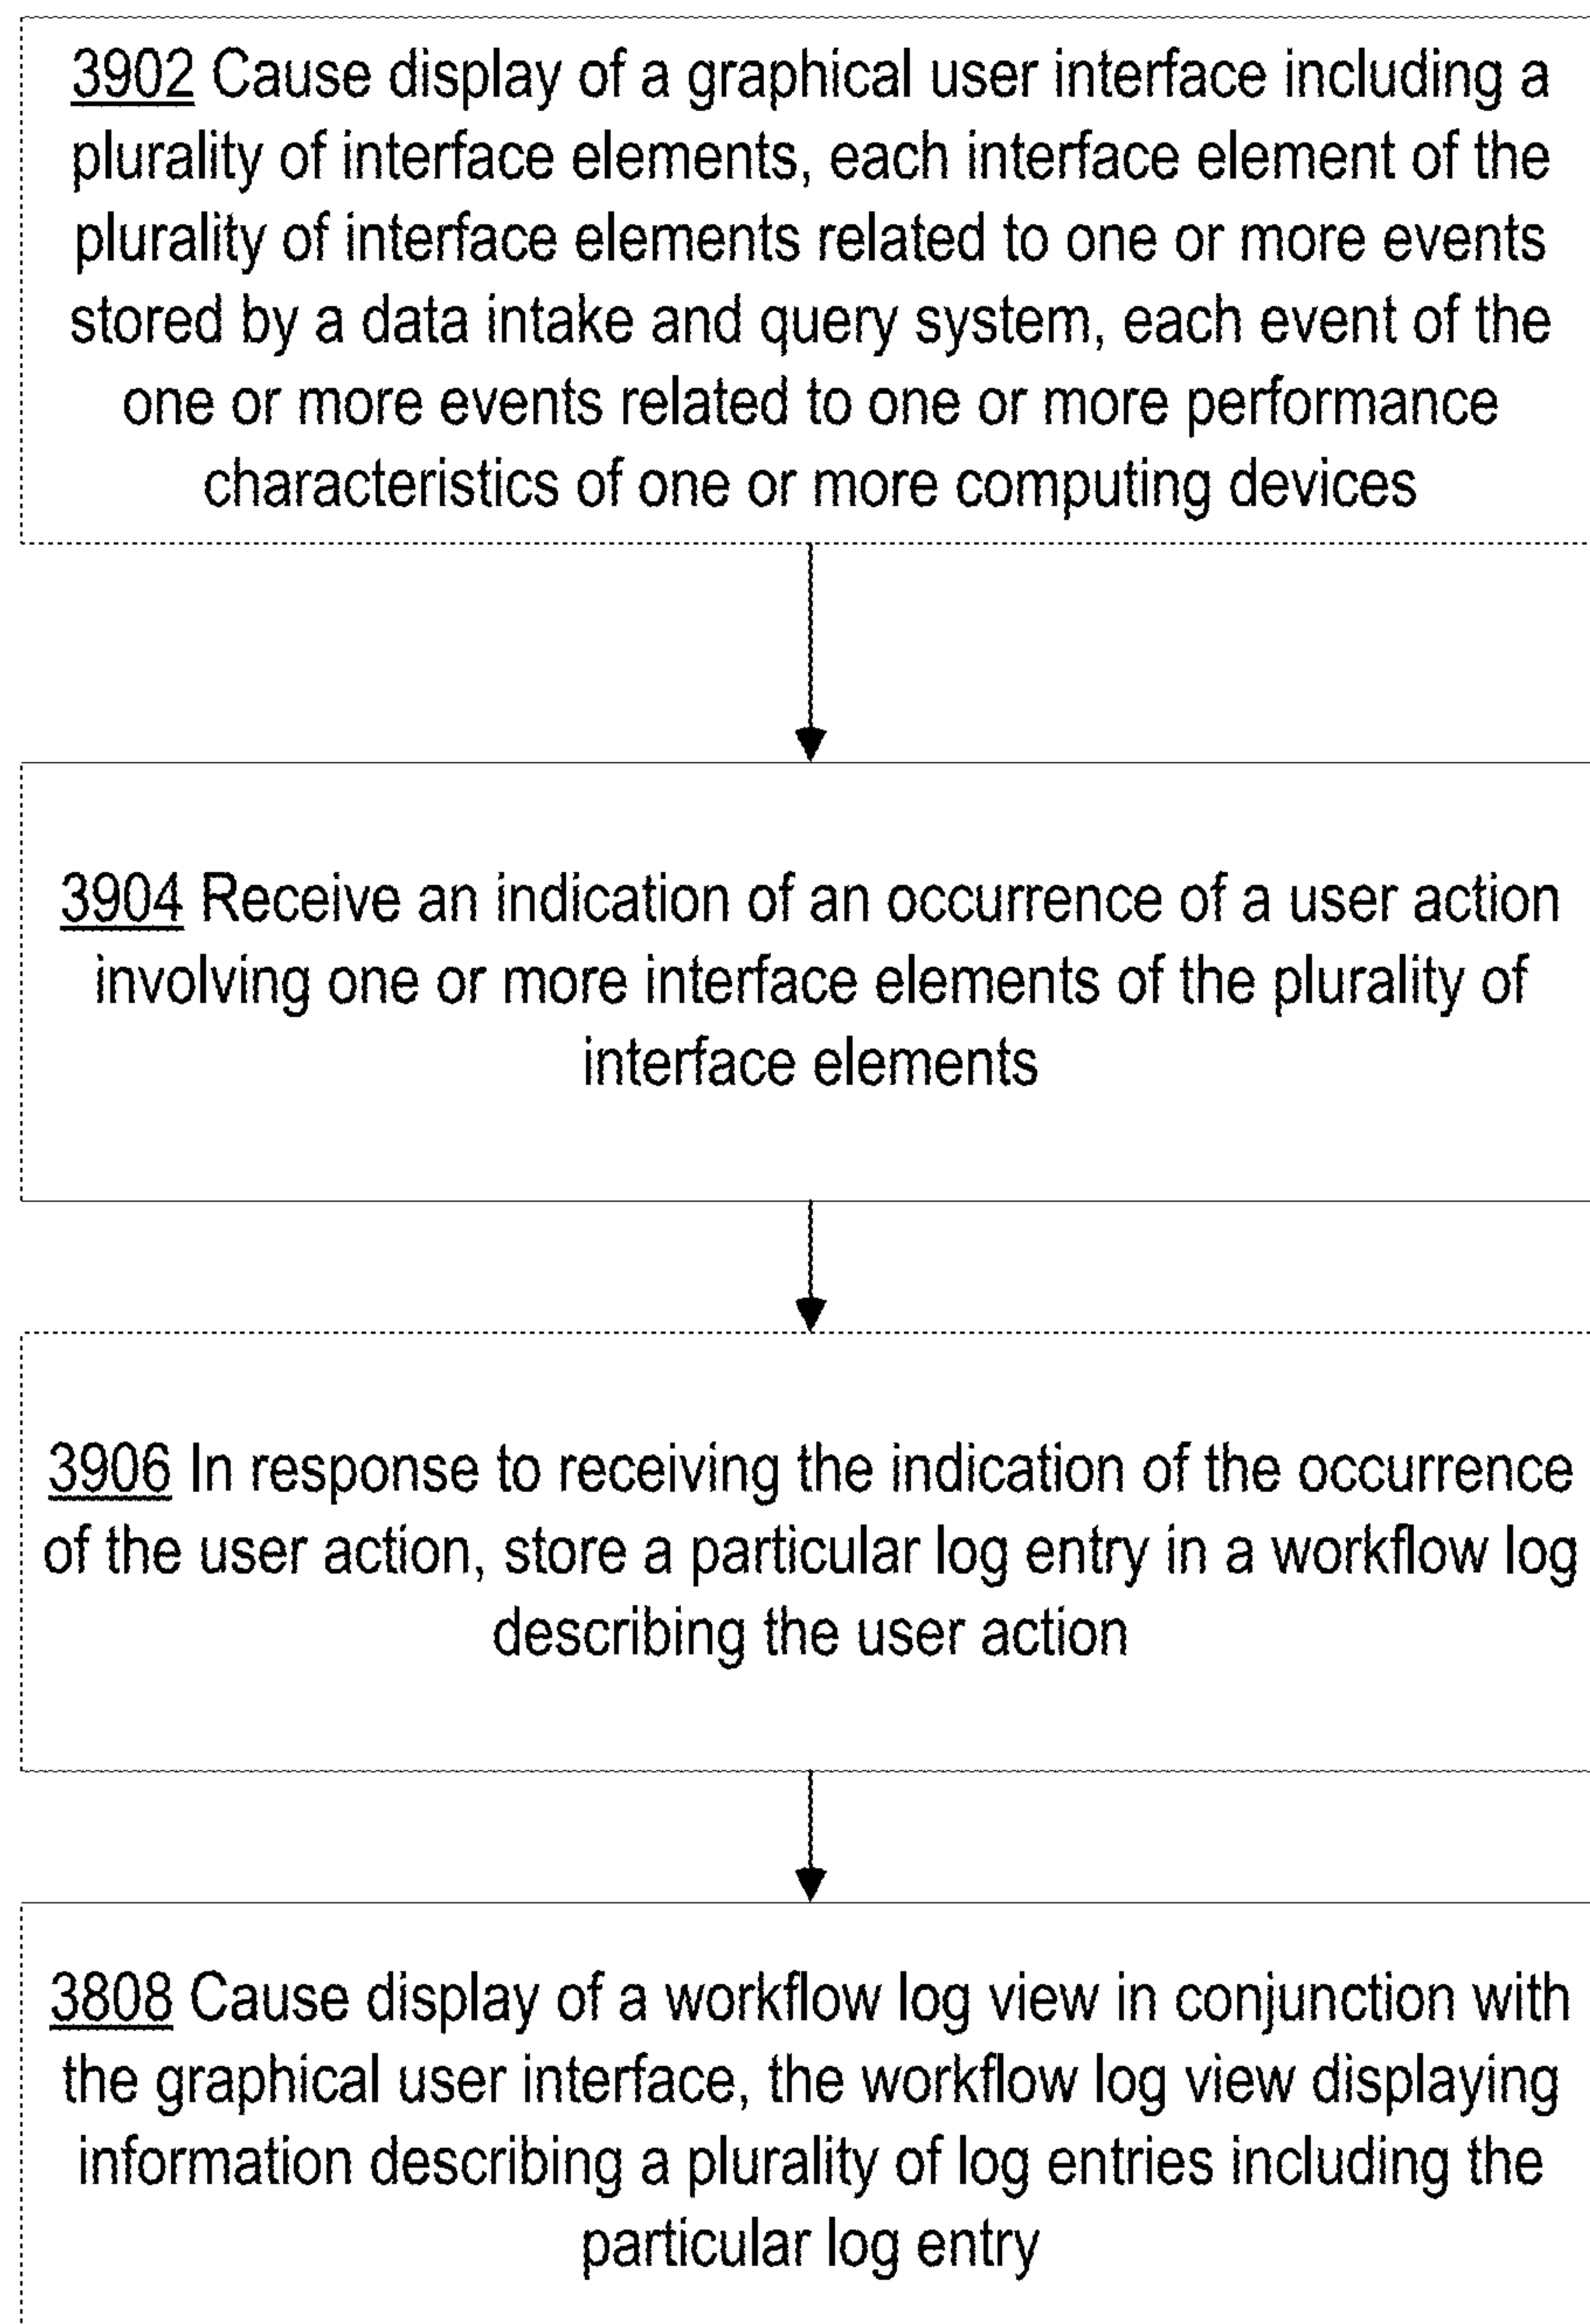 3902 Cause display of a graphical user interface including a
plurality of interface elements, each interface element of the
plurality of interface elements related to one or more events
stored by a data intake and query system, each event of the
one or more events related to one or more performance
characteristics of one or more computing devices
3904 Receive an indication of an occurrence of a user action
involving one or more interface elements of the plurality of
interface elements
3906 In response to receiving the indication of the occurrence
of the user action, store a particular log entry in a workflow log
describing the user action
3808 Cause display of a workflow log view in conjunction with
the graphical user interface, the workflow log view displaying
information describing a plurality of log entries including the
particular log entry